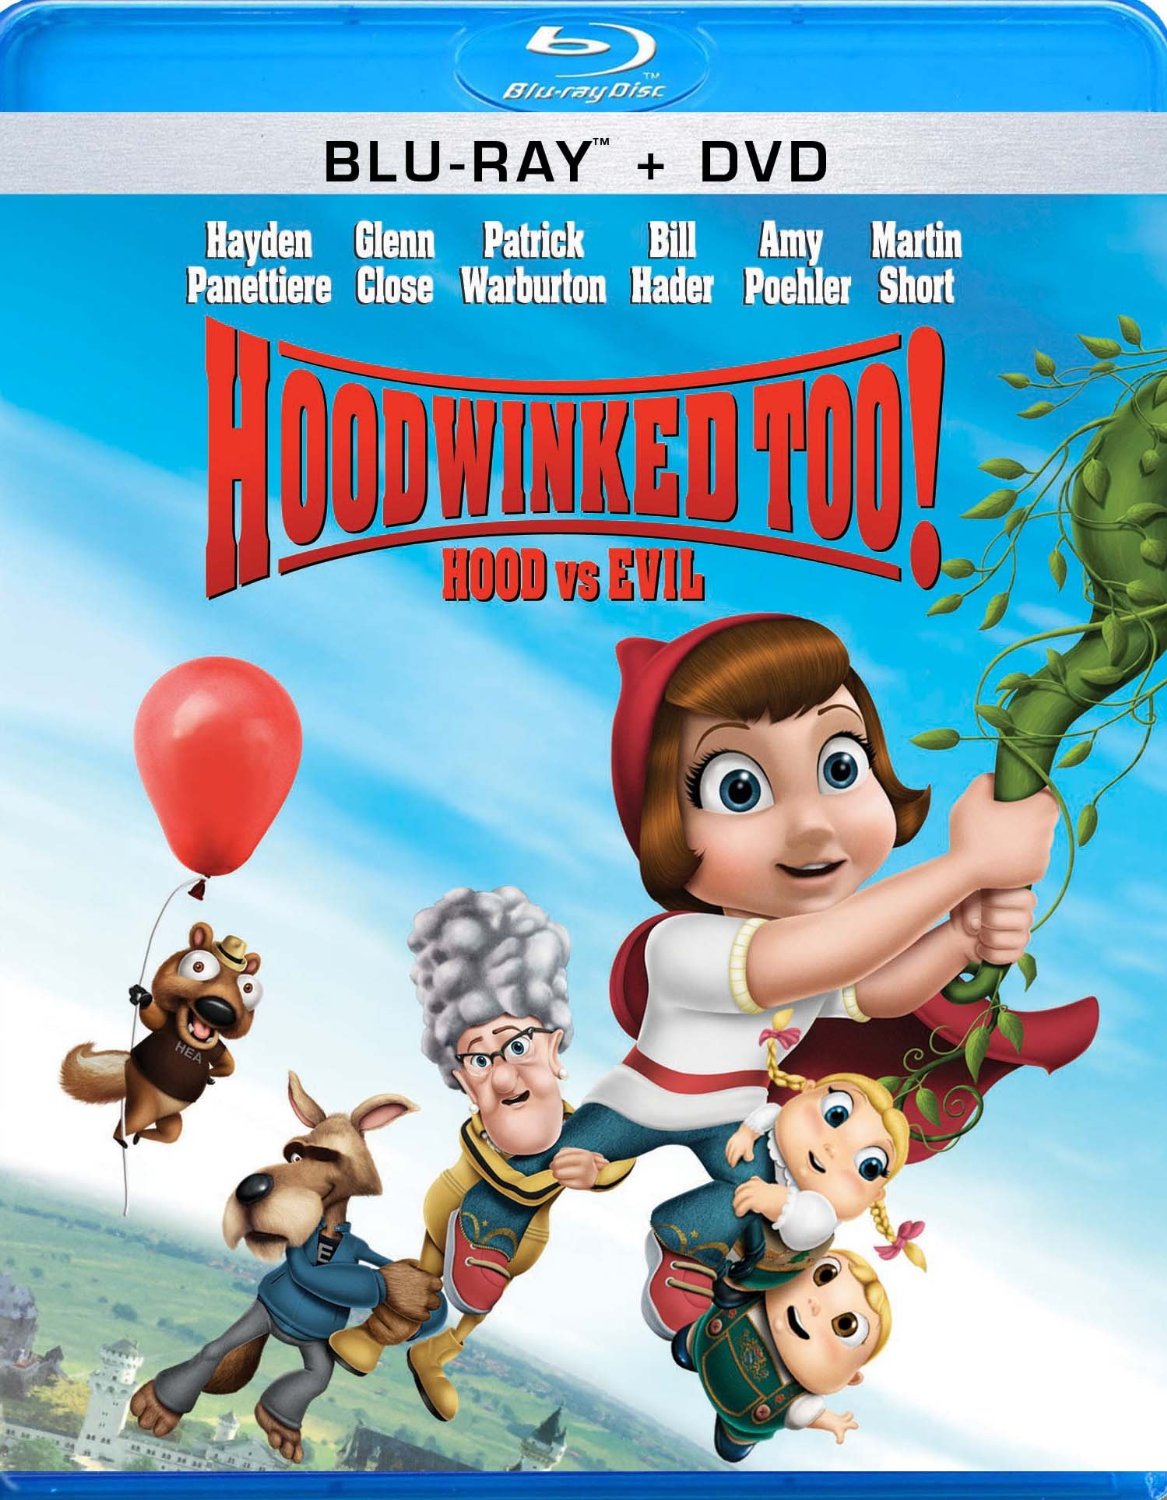 Blu-ray Disc™
BLU-RAY™ + DVD
Hayden Panettiere
Glenn Close
Patrick Warburton
Bill Hader
Amy Poehler
Martin Short
HOODWINKED TOO!
HOOD VS EVIL
HEA
E